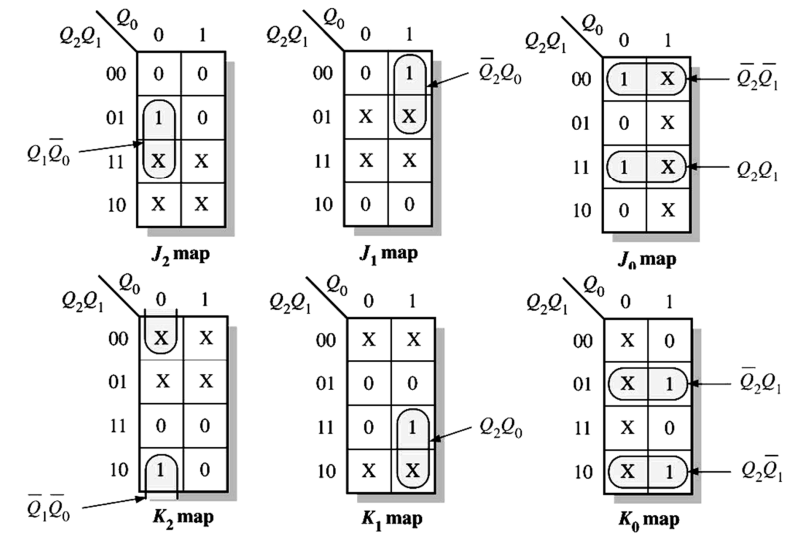 Q₀
Q₂Q₁ 0 1
00 0 0
01 1 0
11 X X
10 X X
Q₁Q̅₀
J₂ map
Q₀
Q₂Q₁ 0 1
00 0 1
01 X X
11 X X
10 0 0
Q̅₂Q₀
J₁ map
Q₀
Q₂Q₁ 0 1
00 1 X Q̅₂Q̅₁
01 0 X
11 1 X Q₂Q₁
10 0 X
J₀ map
Q₀
Q₂Q₁ 0 1
00 X X
01 X X
11 0 0
10 1 0
Q̅₁Q̅₀
K₂ map
Q₀
Q₂Q₁ 0 1
00 X X
01 0 0
11 0 1 Q₂Q₀
10 X X
K₁ map
Q₀
Q₂Q₁ 0 1
00 X 0
01 X 1 Q̅₂Q₁
11 X 0
10 X 1 Q₂Q̅₁
K₀ map